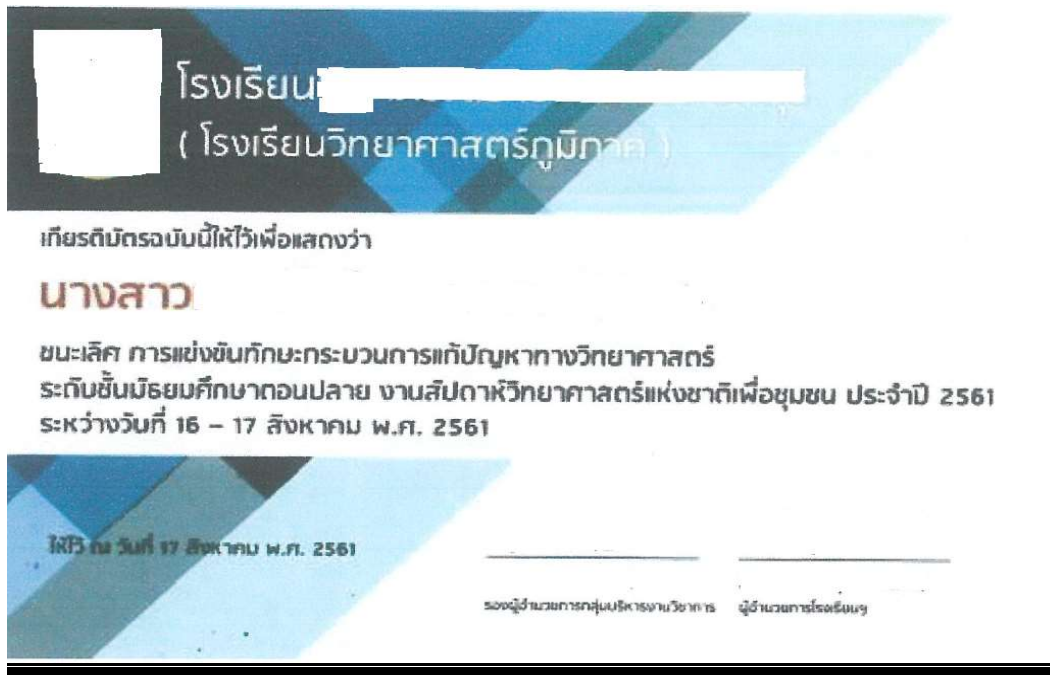 โรงเรียน
( โรงเรียนวิทยาศาสตร์ภูมิภาค )
เกียรติบัตรฉบับนี้ให้ไว้เพื่อแสดงว่า
นางสาว
ชนะเลิศ การแข่งขันทักษะกระบวนการแก้ปัญหาทางวิทยาศาสตร์
ระดับชั้นมัธยมศึกษาตอนปลาย งานสัปดาห์วิทยาศาสตร์แห่งชาติเพื่อชุมชน ประจำปี 2561
ระหว่างวันที่ 16 – 17 สิงหาคม พ.ศ. 2561
ให้ไว้ ณ วันที่ 17 สิงหาคม พ.ศ. 2561
รองผู้อำนวยการกลุ่มบริหารงานวิชาการ ผู้อำนวยการโรงเรียนฯ